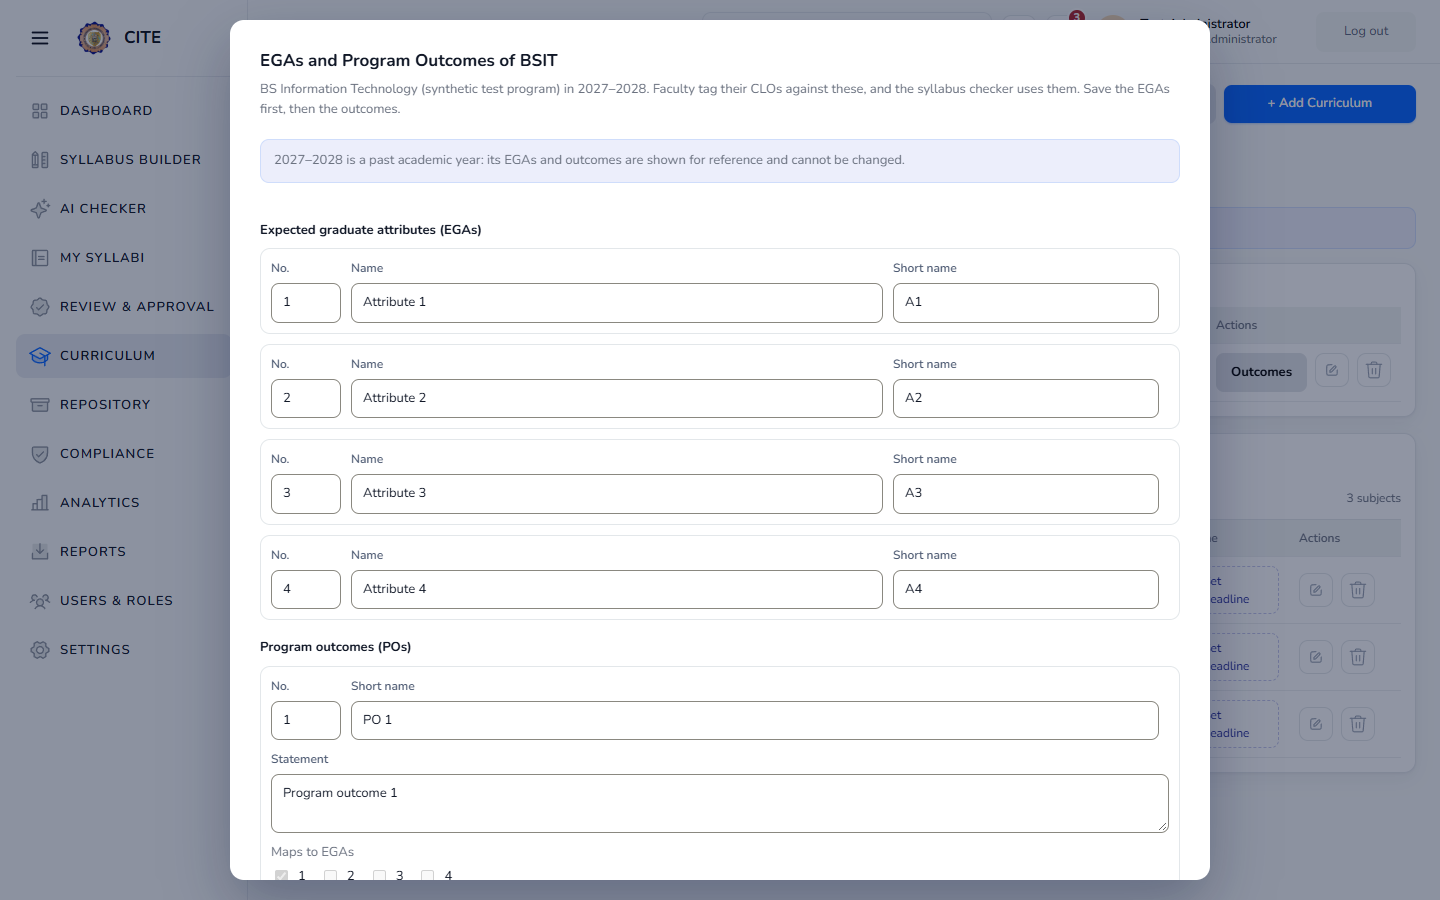 CITE
DASHBOARD
SYLLABUS BUILDER
AI CHECKER
MY SYLLABI
REVIEW & APPROVAL
CURRICULUM
REPOSITORY
COMPLIANCE
ANALYTICS
REPORTS
USERS & ROLES
SETTINGS
3
Log out
+ Add Curriculum
EGAs and Program Outcomes of BSIT
BS Information Technology (synthetic test program) in 2027–2028. Faculty tag their CLOs against these, and the syllabus checker uses them. Save the EGAs
first, then the outcomes.
2027–2028 is a past academic year: its EGAs and outcomes are shown for reference and cannot be changed.
Expected graduate attributes (EGAs)
No. Name Short name
1 Attribute 1 A1
No. Name Short name
2 Attribute 2 A2
No. Name Short name
3 Attribute 3 A3
No. Name Short name
4 Attribute 4 A4
Program outcomes (POs)
No. Short name
1 PO 1
Statement
Program outcome 1
Maps to EGAs
1 2 3 4
Actions
Outcomes
3 subjects
Actions